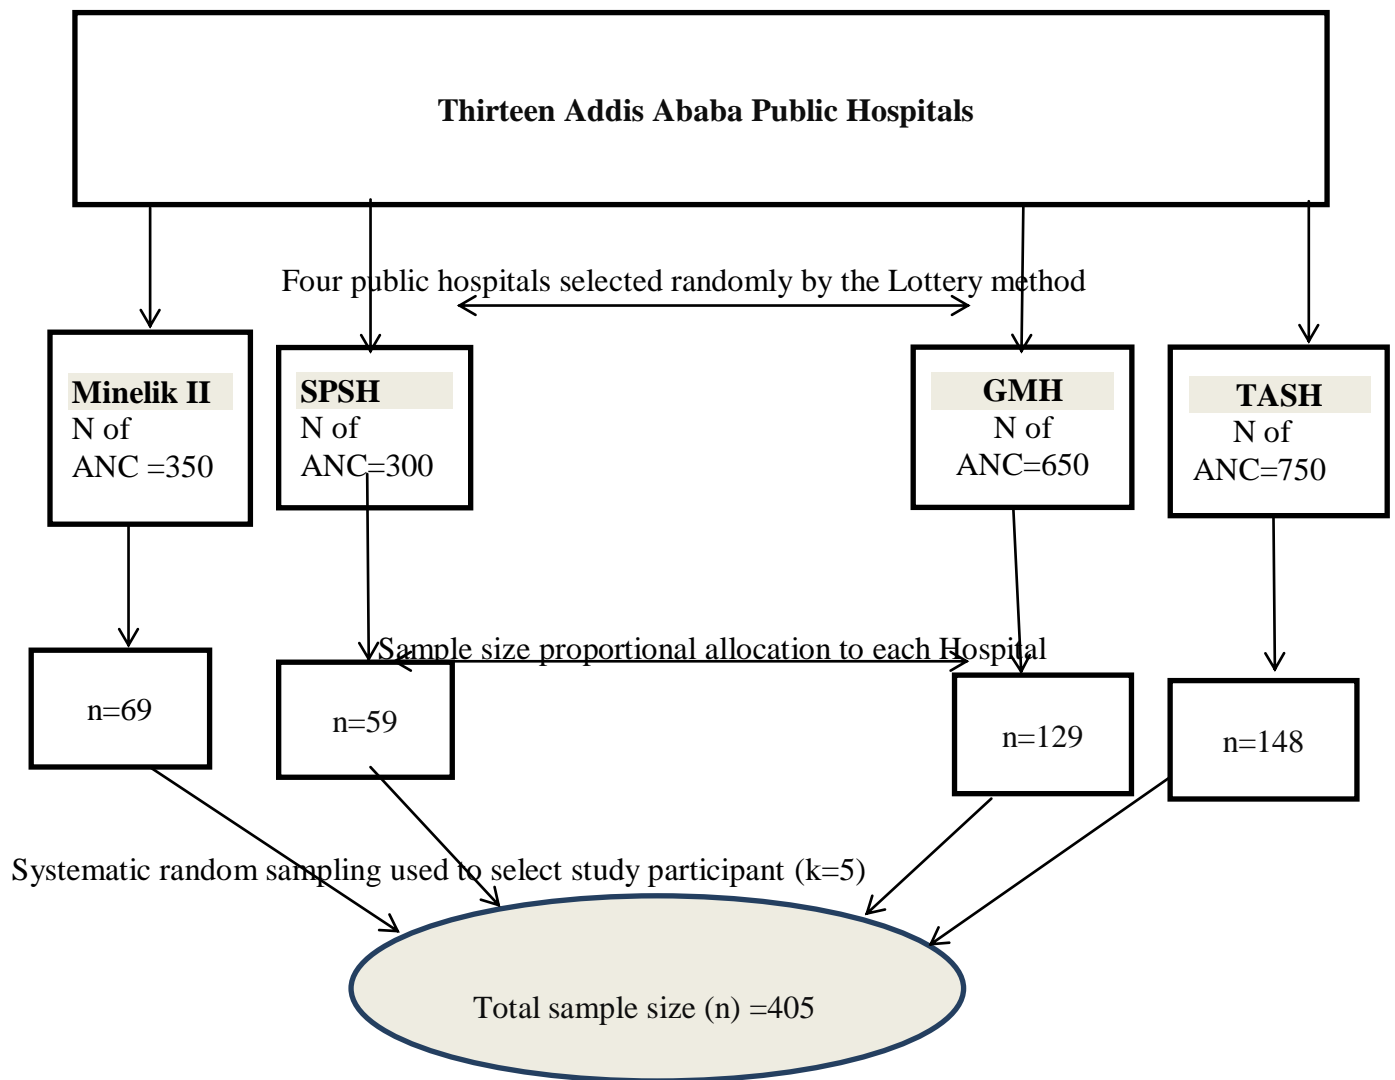 Thirteen Addis Ababa Public Hospitals
Four public hospitals selected randomly by the Lottery method
Minelik II
N of
ANC =350
SPSH
N of
ANC=300
GMH
N of
ANC=650
TASH
N of
ANC=750
Sample size proportional allocation to each Hospital
n=69
n=59
n=129
n=148
Systematic random sampling used to select study participant (k=5)
Total sample size (n) =405